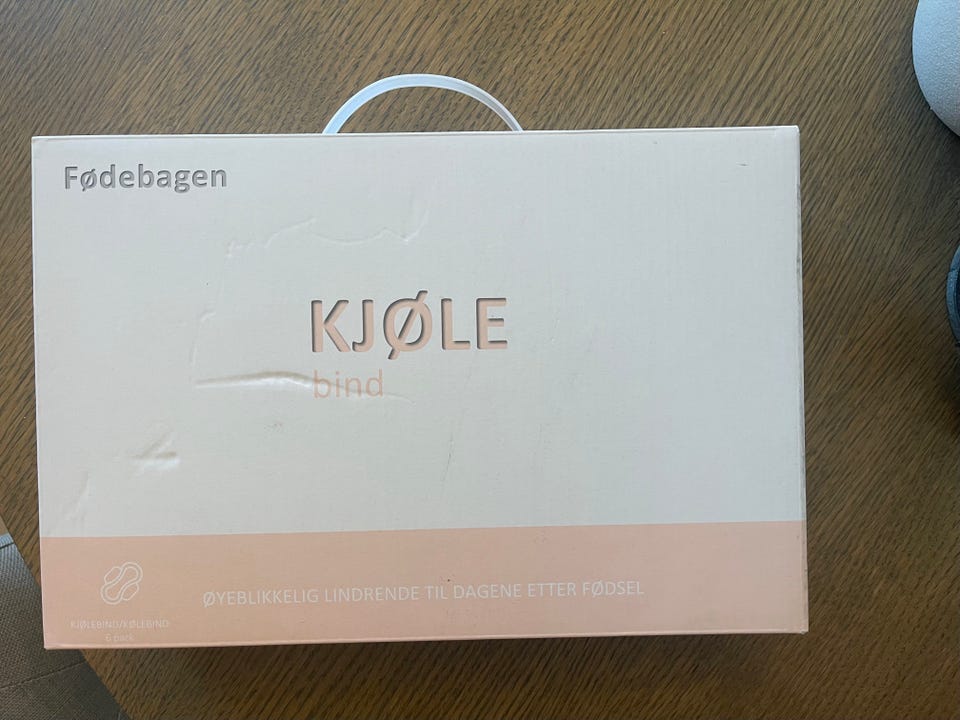 Fødebagen
KJØLE
bind
ØYEBLIKKELIG LINDRENDE TIL DAGENE ETTER FØDSEL
KJØLEBIND/KØLEBIND
6 pack